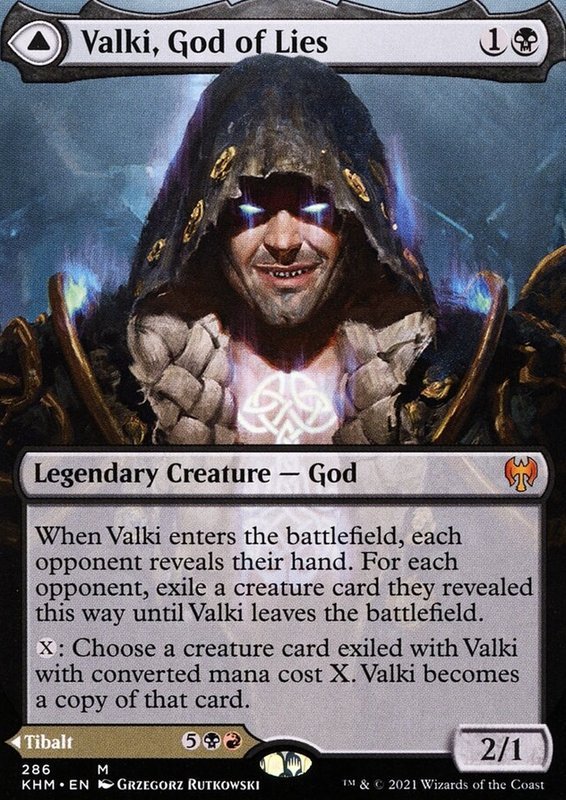 Valki, God of Lies 1
Legendary Creature — God
When Valki enters the battlefield, each
opponent reveals their hand. For each
opponent, exile a creature card they revealed
this way until Valki leaves the battlefield.
X: Choose a creature card exiled with Valki
with converted mana cost X. Valki becomes
a copy of that card.
Tibalt 5
2/1
286 M
KHM • EN Grzegorz Rutkowski
™ & © 2021 Wizards of the Coast